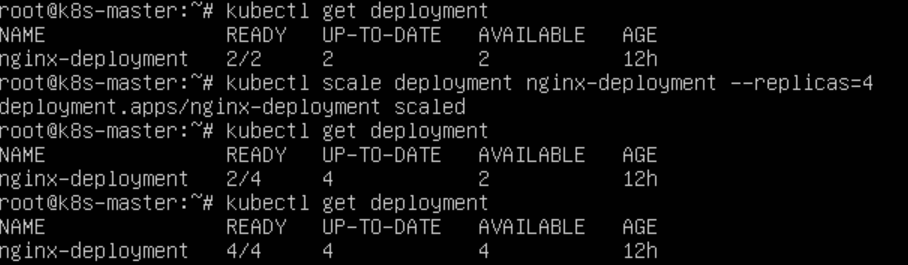 root@k8s-master:~# kubectl get deployment
NAME READY UP-TO-DATE AVAILABLE AGE
nginx-deployment 2/2 2 2 12h
root@k8s-master:~# kubectl scale deployment nginx-deployment --replicas=4
deployment.apps/nginx-deployment scaled
root@k8s-master:~# kubectl get deployment
NAME READY UP-TO-DATE AVAILABLE AGE
nginx-deployment 2/4 4 2 12h
root@k8s-master:~# kubectl get deployment
NAME READY UP-TO-DATE AVAILABLE AGE
nginx-deployment 4/4 4 4 12h